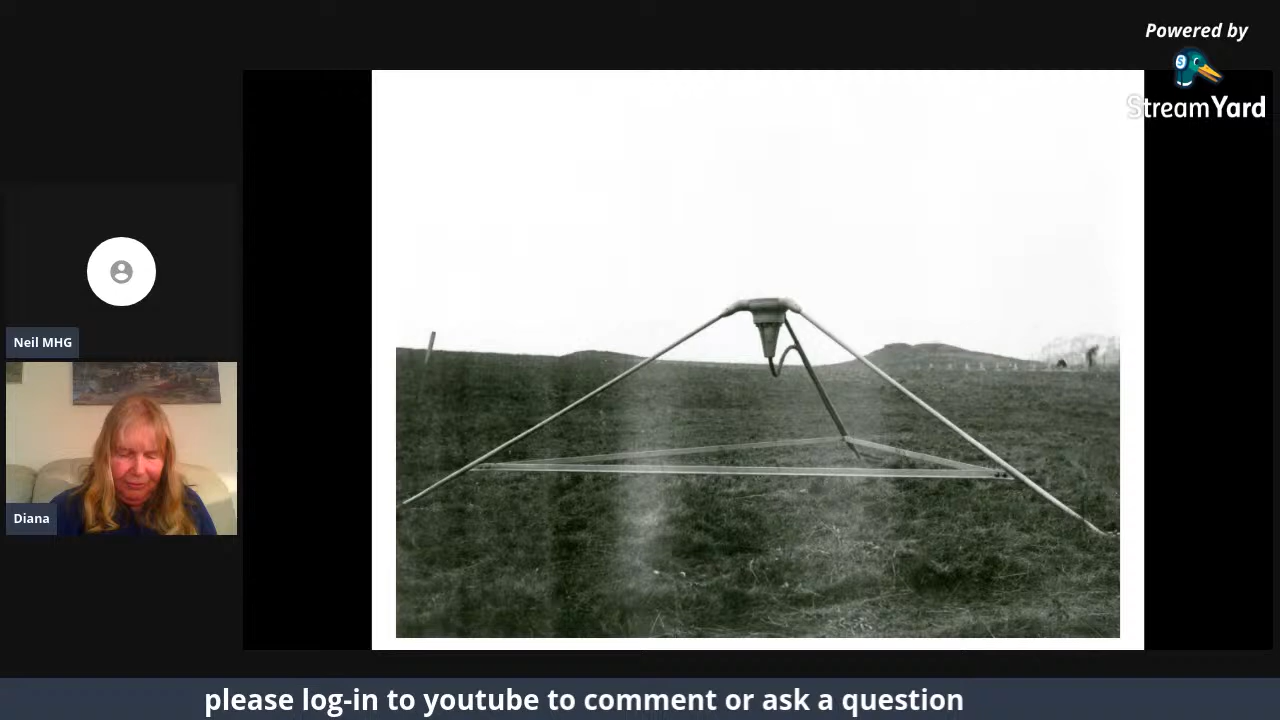 Powered by
StreamYard
Neil MHG
Diana
please log-in to youtube to comment or ask a question